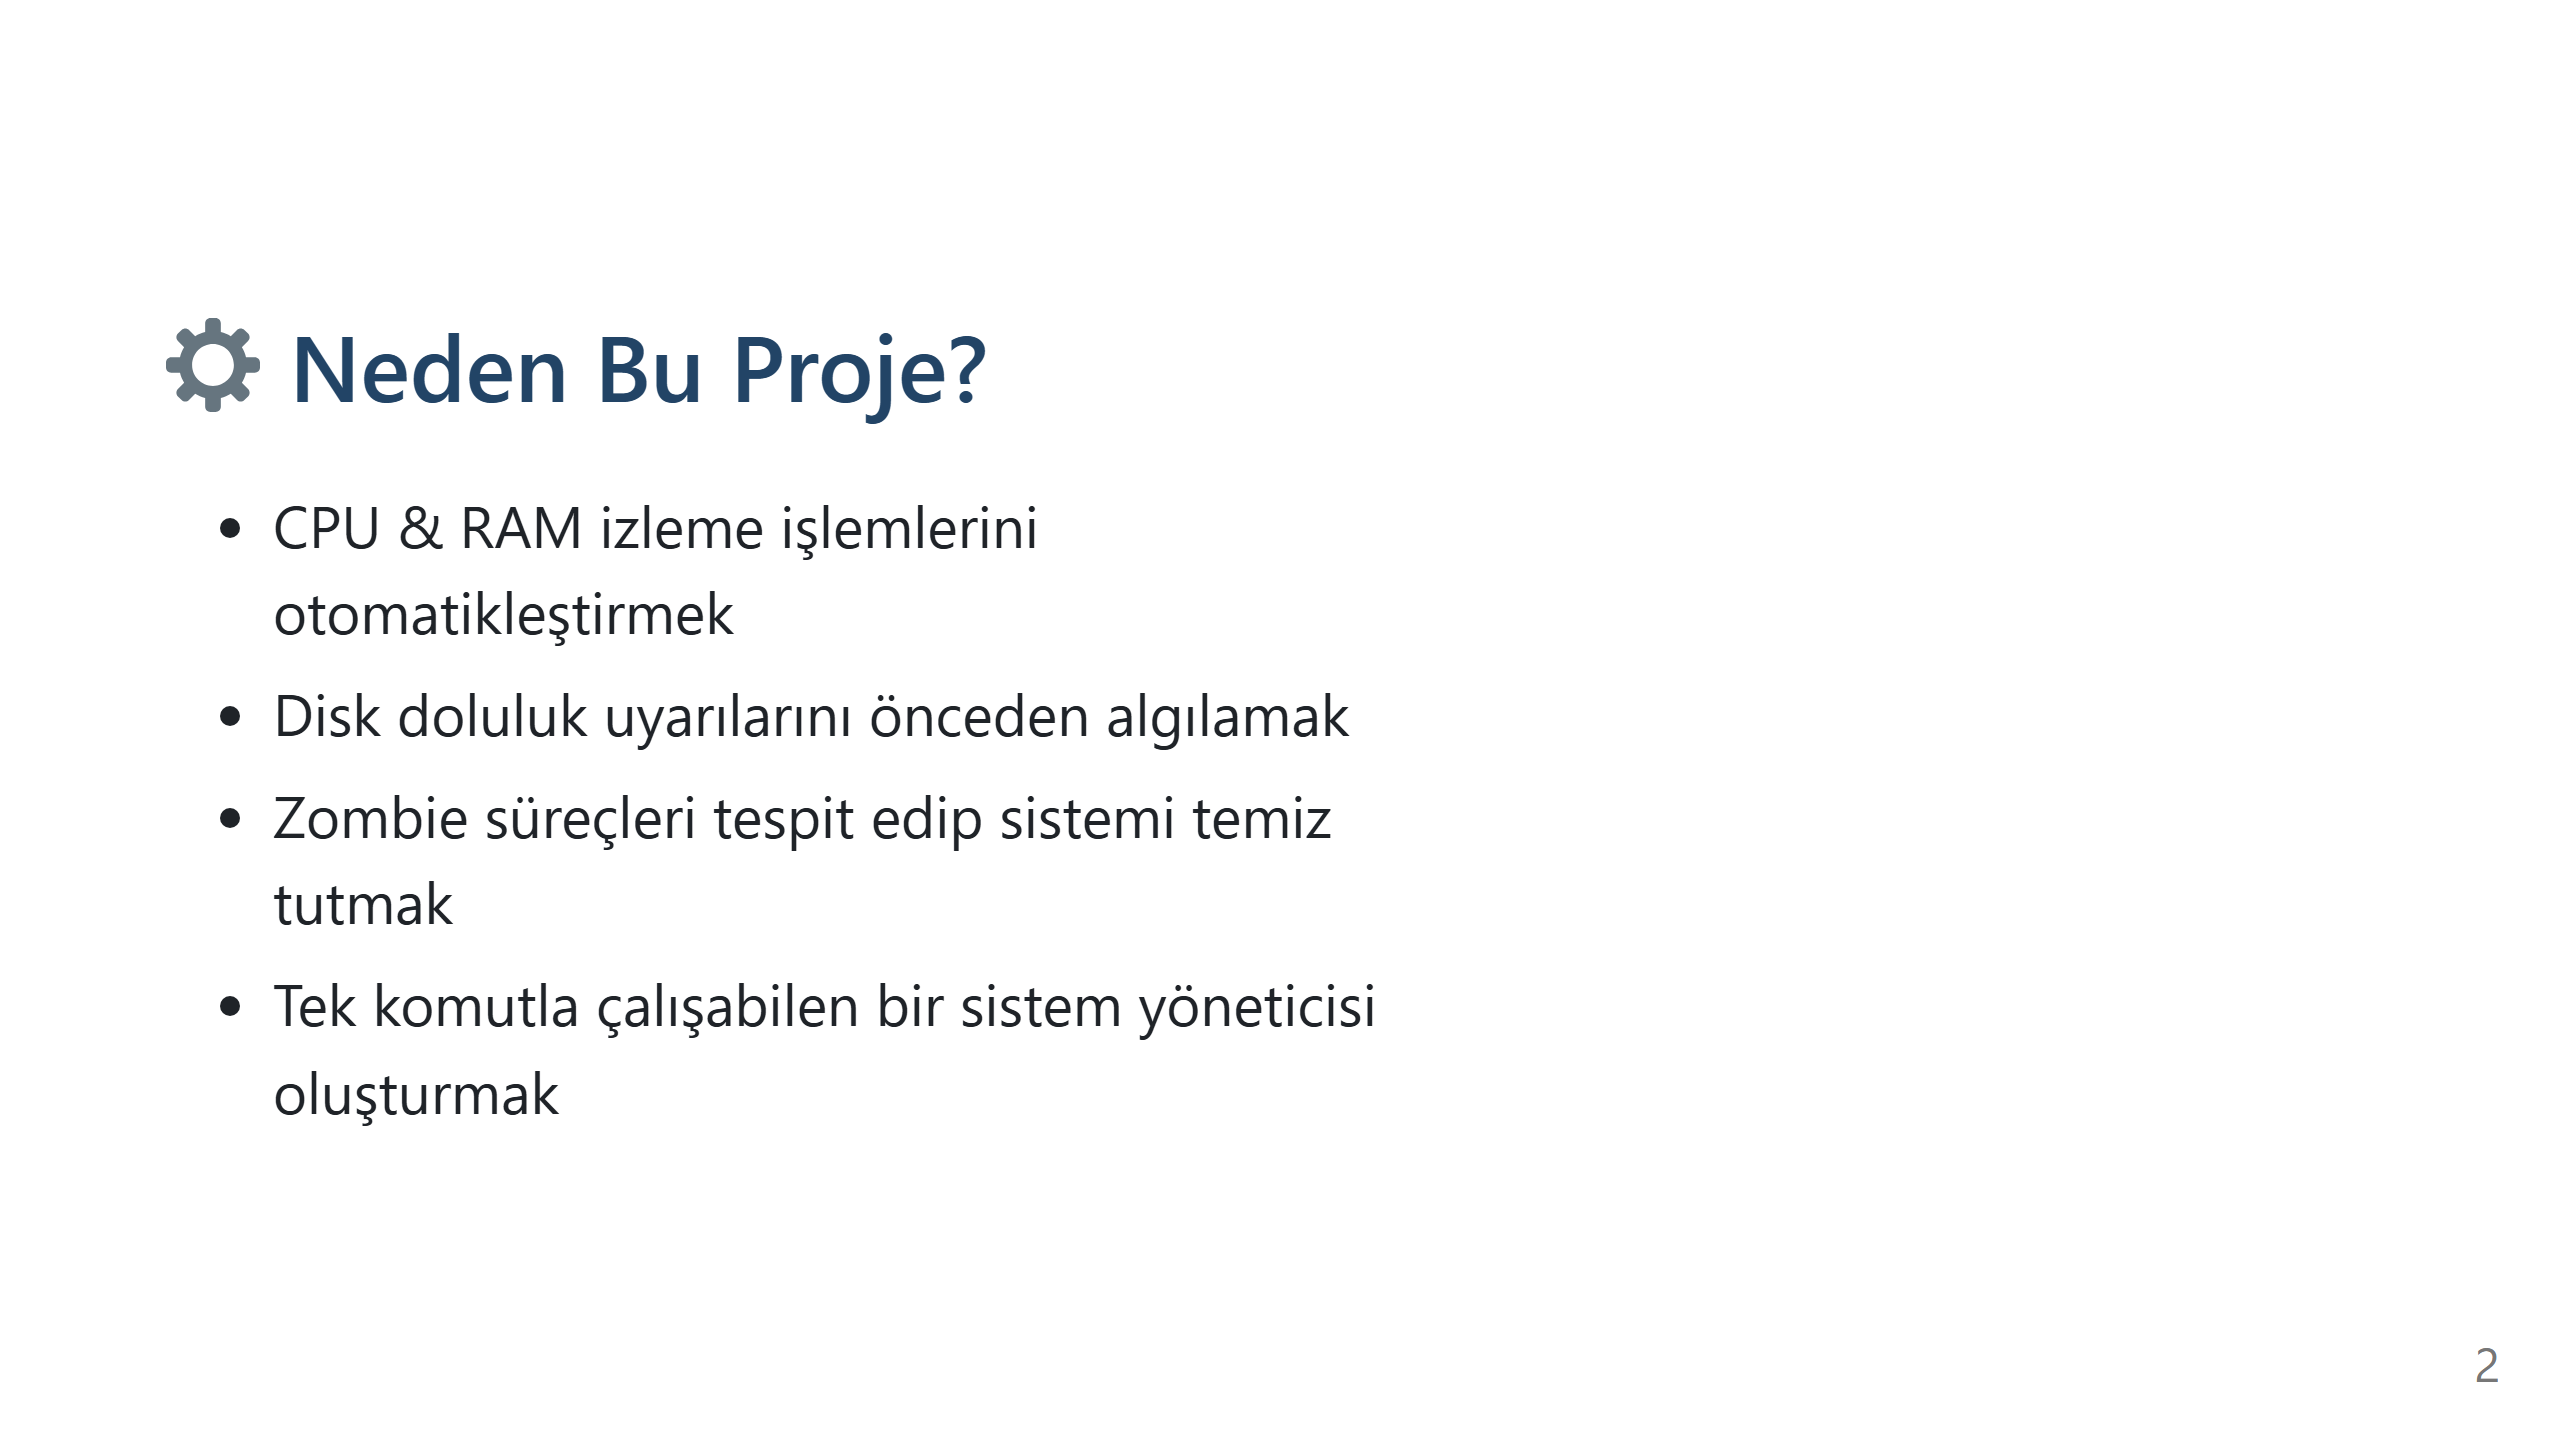 Neden Bu Proje?
• CPU & RAM izleme işlemlerini
otomatikleştirmek
• Disk doluluk uyarılarını önceden algılamak
• Zombie süreçleri tespit edip sistemi temiz
tutmak
• Tek komutla çalışabilen bir sistem yöneticisi
oluşturmak
2